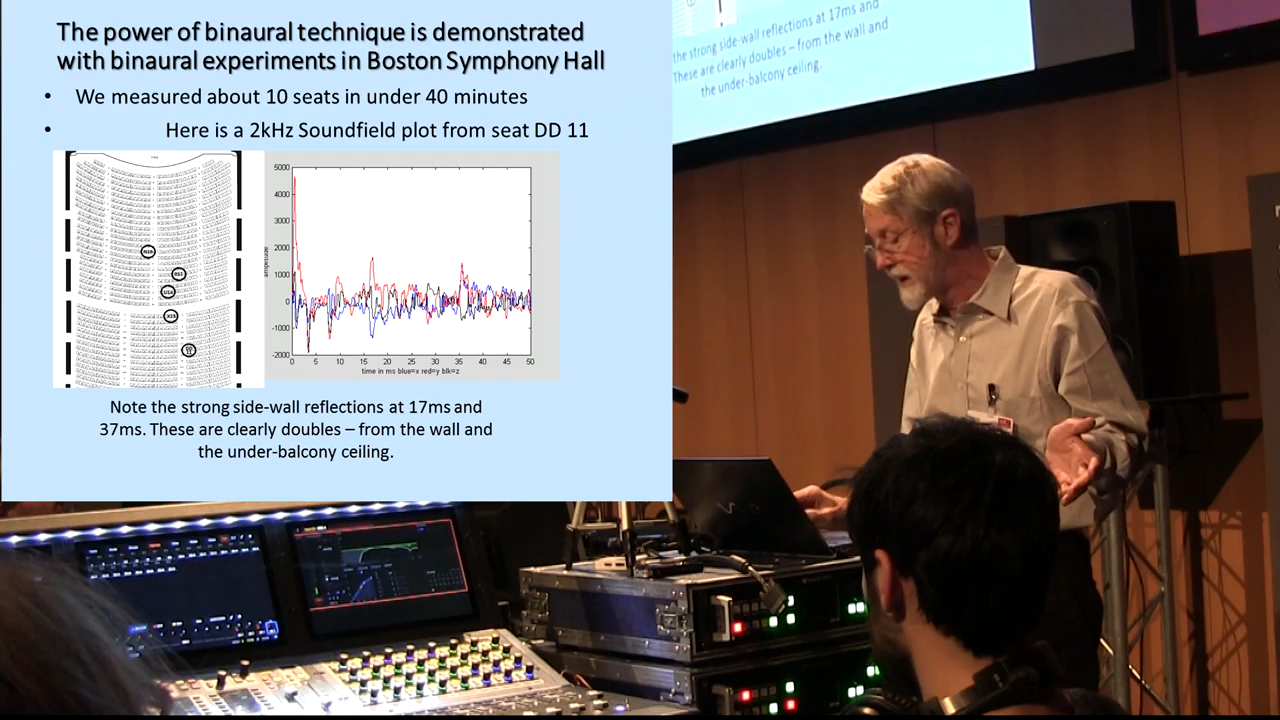 The power of binaural technique is demonstrated
with binaural experiments in Boston Symphony Hall
• We measured about 10 seats in under 40 minutes
• Here is a 2kHz Soundfield plot from seat DD 11
5000
4000
3000
2000
1000
0
-1000
-2000
amplitude
0 5 10 15 20 25 30 35 40 45 50
time in ms blue=x red=y blk=z
Note the strong side-wall reflections at 17ms and
37ms. These are clearly doubles – from the wall and
the under-balcony ceiling.
the strong side-wall reflections at 17ms and
These are clearly doubles – from the wall and
the under-balcony ceiling.